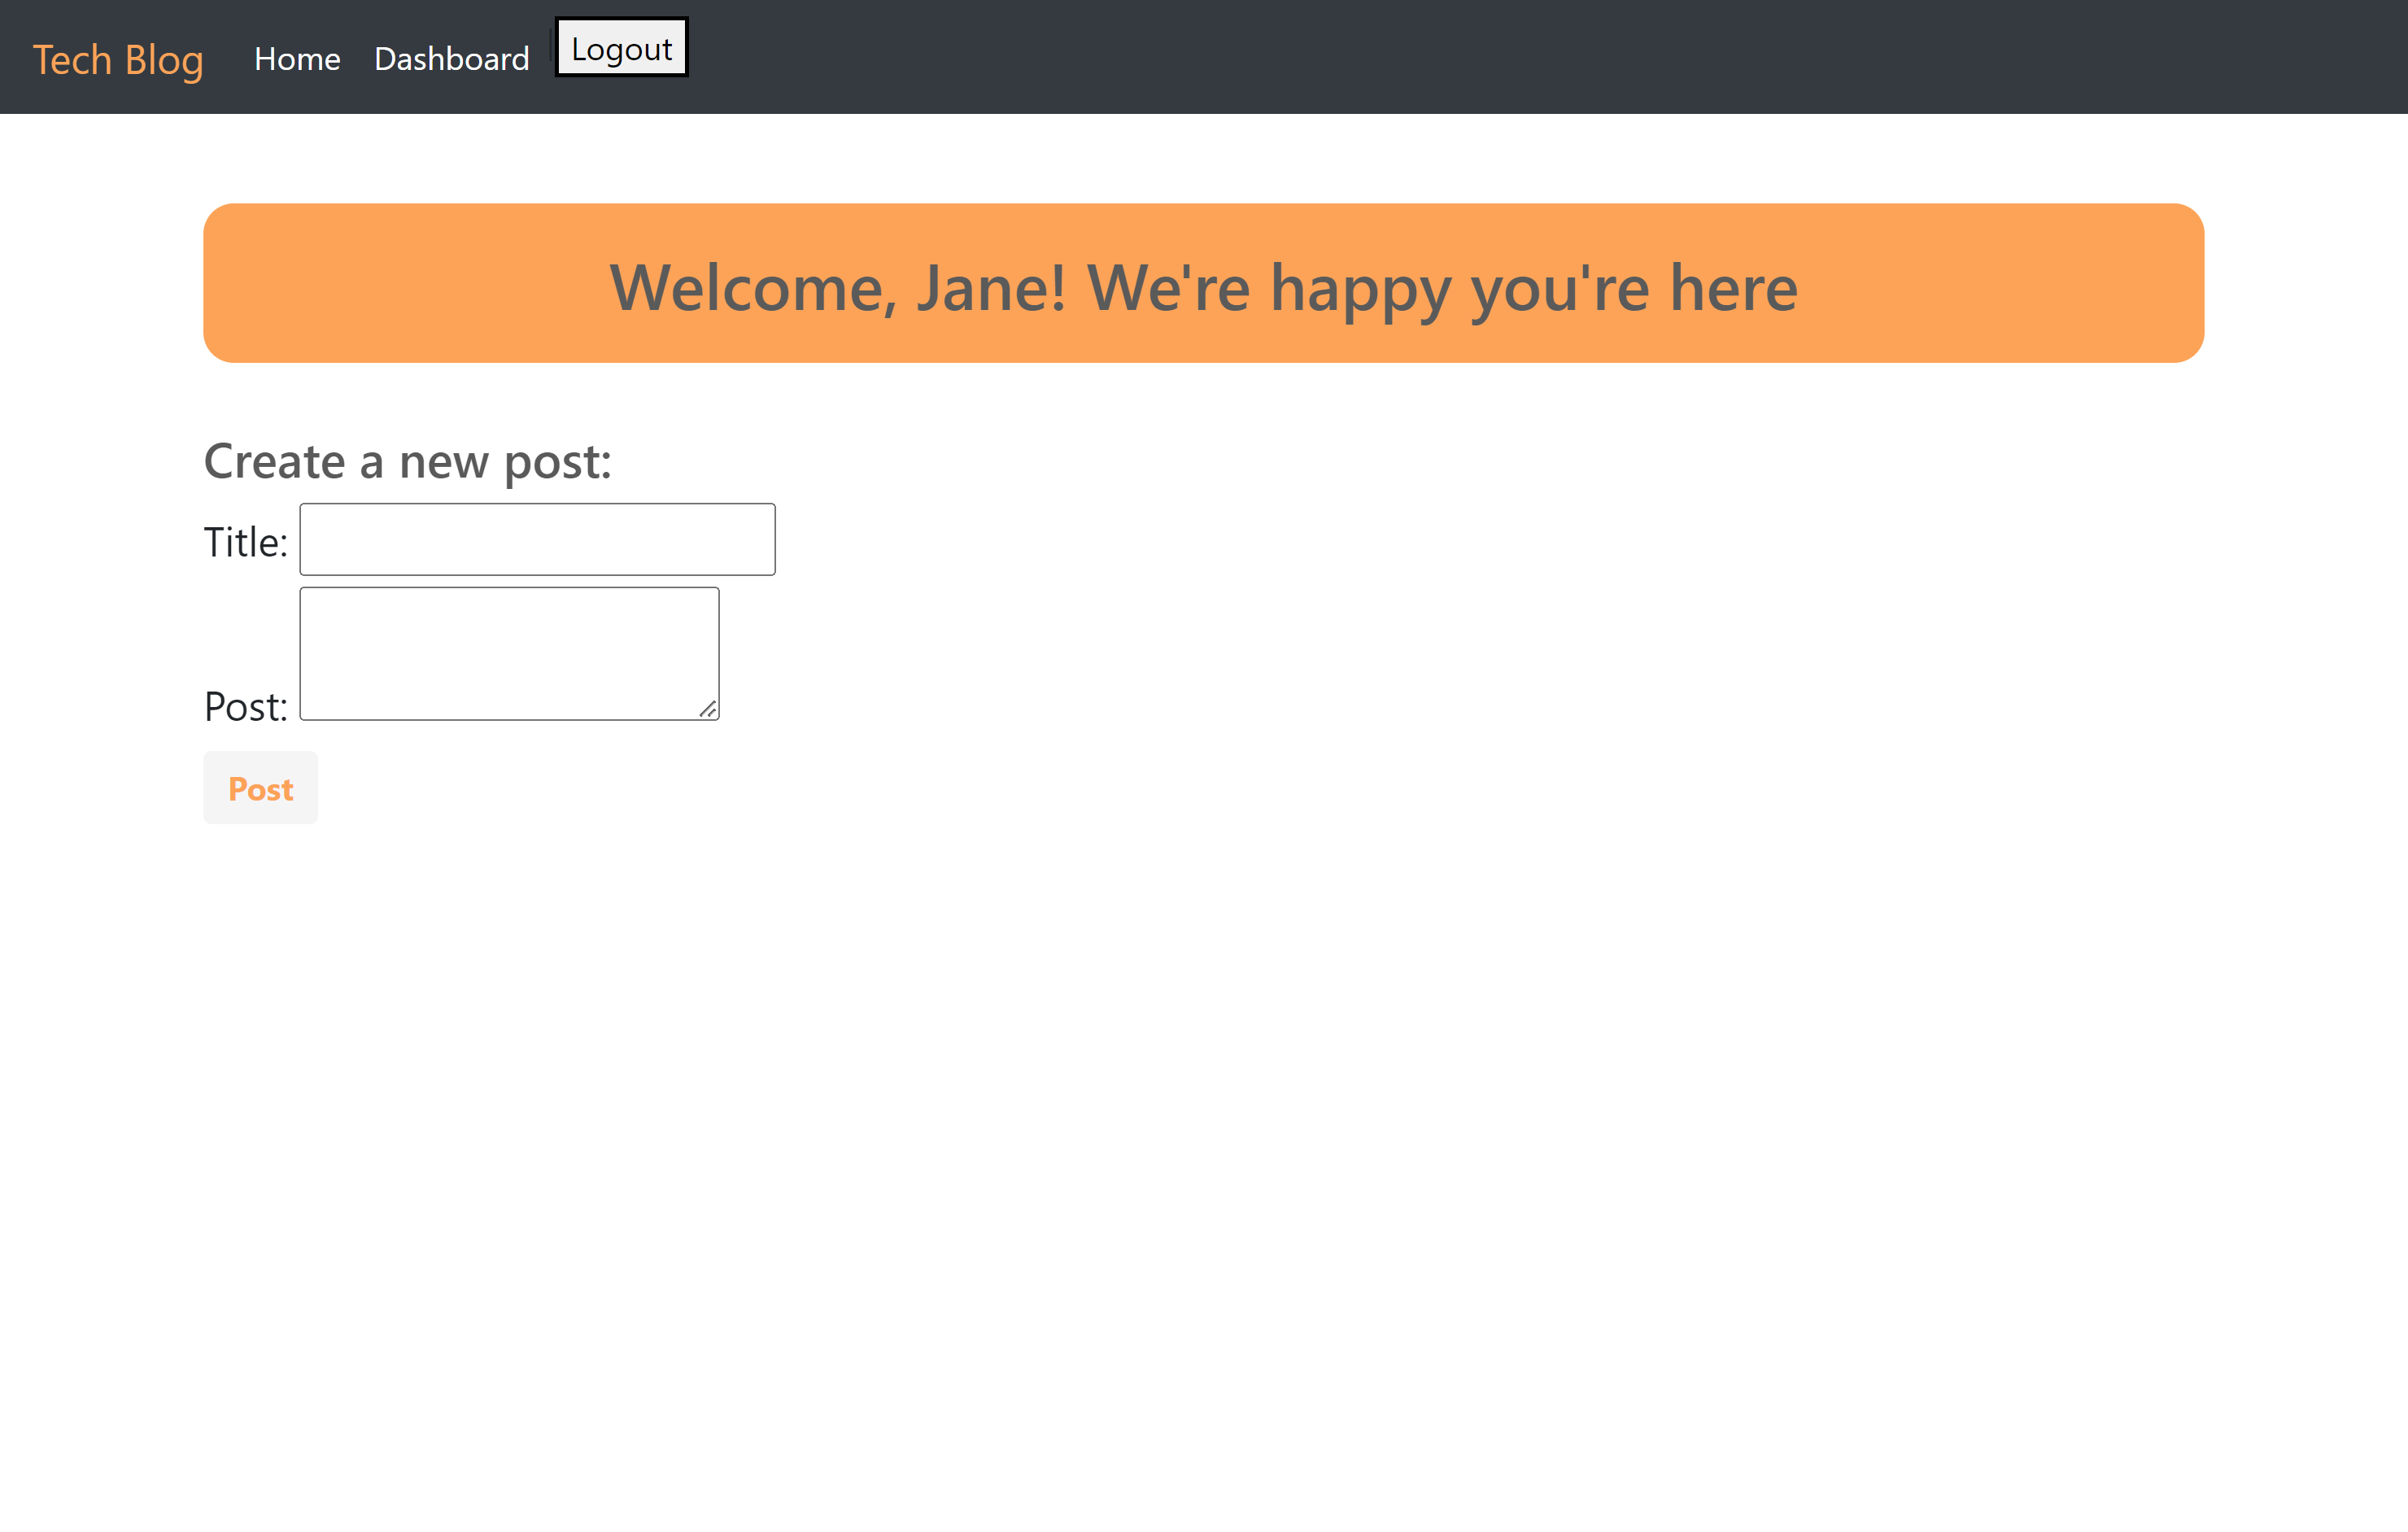 Tech Blog Home Dashboard Logout
Welcome, Jane! We're happy you're here
Create a new post:
Title:
Post:
Post